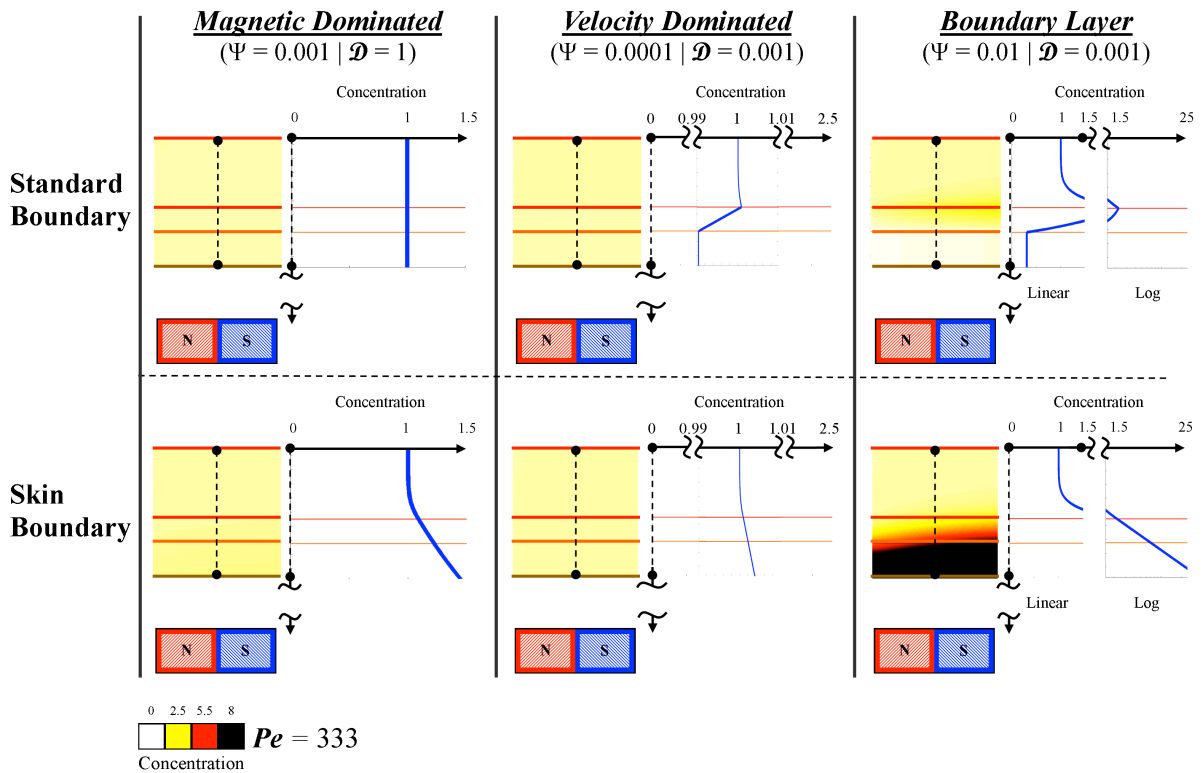 Magnetic Dominated
(Ψ = 0.001 | 𝓓 = 1)
Velocity Dominated
(Ψ = 0.0001 | 𝓓 = 0.001)
Boundary Layer
(Ψ = 0.01 | 𝓓 = 0.001)
Standard
Boundary
Concentration
0 1 1.5
N S
Concentration
0 0.99 1 1.01 2.5
N S
Concentration
0 1 1.5 1.5 25
Linear Log
N S
Skin
Boundary
Concentration
0 1 1.5
N S
Concentration
0 0.99 1 1.01 2.5
N S
Concentration
0 1 1.5 1.5 25
Linear Log
N S
0 2.5 5.5 8
Pe = 333
Concentration